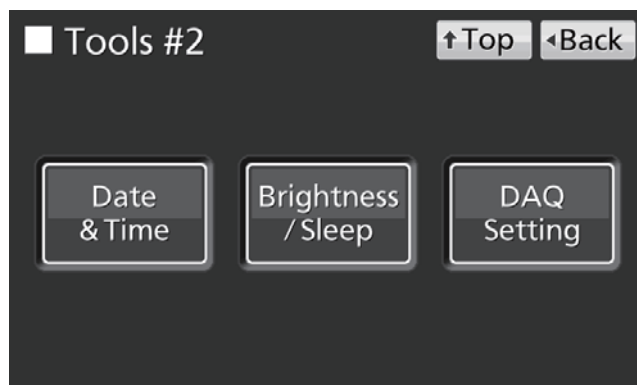 Tools #2
↑Top
◂Back
Date
& Time
Brightness
/ Sleep
DAQ
Setting